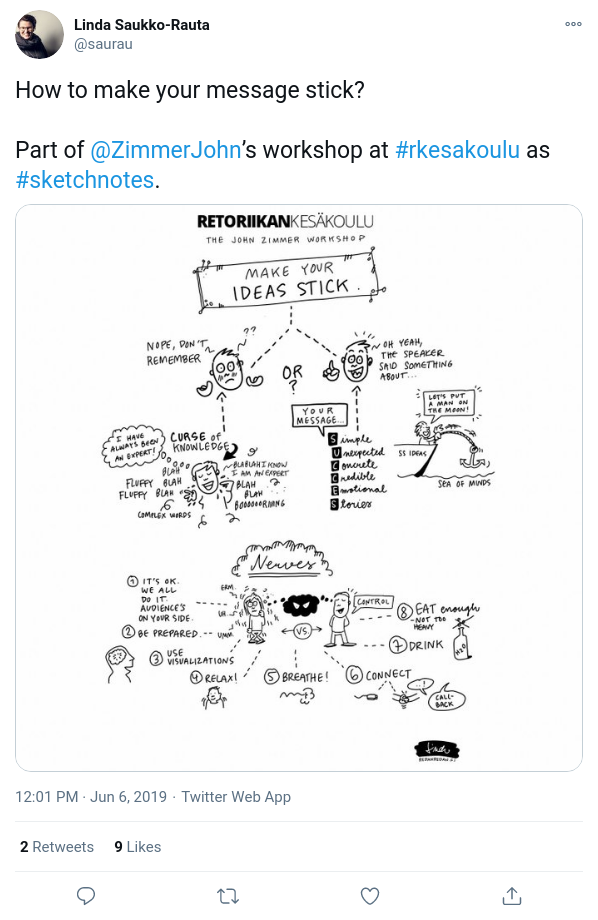 Linda Saukko-Rauta
@saurau
How to make your message stick?
Part of @ZimmerJohn's workshop at #rkesakoulu as
#sketchnotes.
RETORIIKANKESÄKOULU
THE JOHN ZIMMER WORKSHOP
MAKE YOUR
IDEAS STICK.
NOPE, DON'T
REMEMBER
??
OR
?
OH YEAH,
THE SPEAKER
SAID SOMETHING
ABOUT...
YOUR
MESSAGE...
Simple
Unexpected
Concrete
Credible
Emotional
Stories
LET'S PUT
A MAN ON
THE MOON!
SS IDEAS
SEA OF MINDS
I HAVE
ALWAYS BEEN
AN EXPERT!
CURSE of
KNOWLEDGE
BLAH
FLUFFY BLAH
FLUFFY BLAH
COMPLEX WORDS
BLABLAH I KNOW
I AM AN EXPERT
BLAH
BLAH
BOOOOORIIING
Nerves
① IT'S OK.
WE ALL
DO IT.
AUDIENCE'S
ON YOUR SIDE.
② BE PREPARED.
③ USE
VISUALIZATIONS
④ RELAX!
⑤ BREATHE!
⑥ CONNECT
⑦ DRINK
⑧ EAT enough
-NOT TOO
HEAVY
ERM..
UH..
UMM..
VS.
CONTROL
H2O
...!
CALL-
BACK
12:01 PM · Jun 6, 2019 · Twitter Web App
2 Retweets 9 Likes